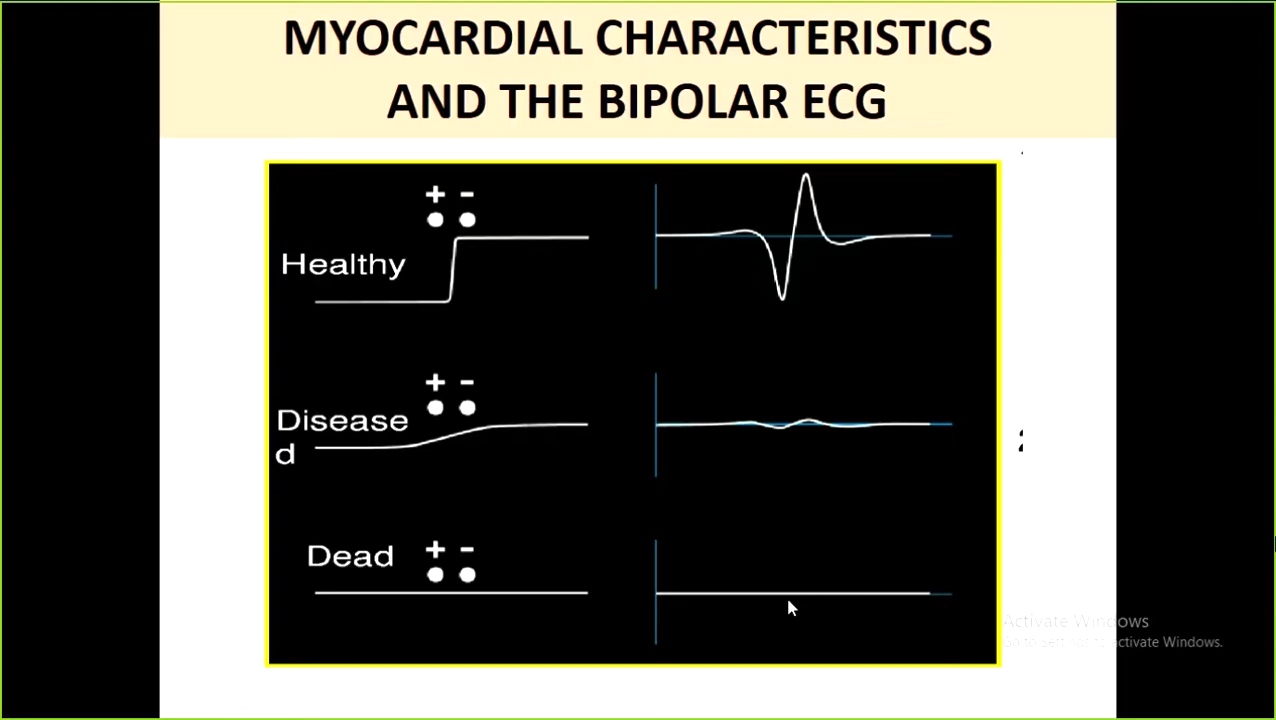 MYOCARDIAL CHARACTERISTICS
AND THE BIPOLAR ECG
+ -
Healthy
+ -
Disease
d
Dead
+ -
Activate Windows